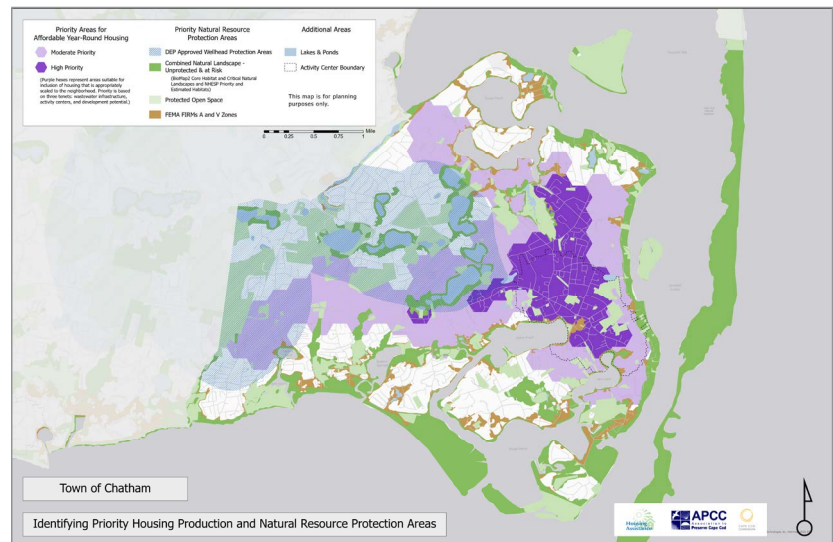 Priority Areas for
Affordable Year-Round Housing
Moderate Priority
High Priority
(Purple hexes represent areas suitable for
inclusion of housing that is appropriately
scaled to the neighborhood. Priority is based
on three tenets: wastewater infrastructure,
activity centers, and development potential.)
Priority Natural Resource
Protection Areas
DEP Approved Wellhead Protection Areas
Combined Natural Landscape -
Unprotected & at Risk
(BioMap2 Core Habitat and Critical Natural
Landscapes and NHESP Priority and
Estimated Habitats)
Protected Open Space
FEMA FIRMs A and V Zones
Additional Areas
Lakes & Ponds
Activity Center Boundary
This map is for planning
purposes only.
0 0.25 0.5 0.75 1
Mile
Town of Chatham
Identifying Priority Housing Production and Natural Resource Protection Areas
Housing
Assistance
APCC
Association to
Preserve Cape Cod